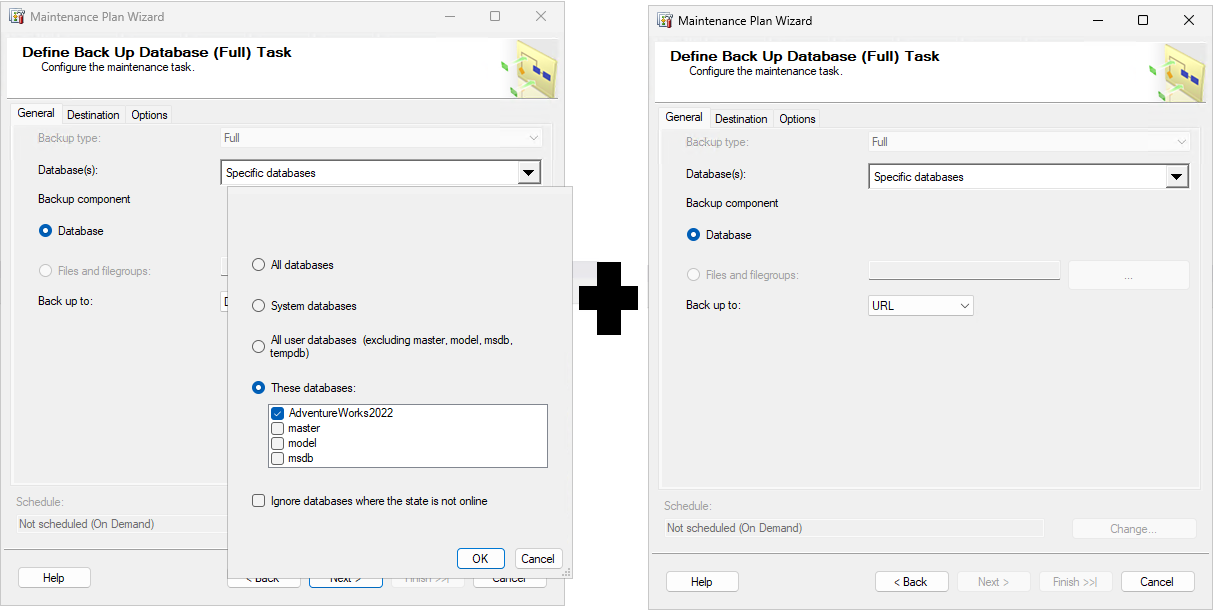 Maintenance Plan Wizard
Define Back Up Database (Full) Task
Configure the maintenance task.
General Destination Options
Backup type: Full
Database(s): Specific databases
Backup component
Database
All databases
Files and filegroups:
Back up to:
System databases
All user databases (excluding master, model, msdb,
tempdb)
These databases:
AdventureWorks2022
master
model
msdb
Ignore databases where the state is not online
Schedule:
Not scheduled (On Demand)
OK Cancel
Help < Back Next > Finish >>| Cancel
Maintenance Plan Wizard
Define Back Up Database (Full) Task
Configure the maintenance task.
General Destination Options
Backup type: Full
Database(s): Specific databases
Backup component
Database
Files and filegroups: ...
Back up to: URL
Schedule:
Not scheduled (On Demand) Change...
Help < Back Next > Finish >>| Cancel